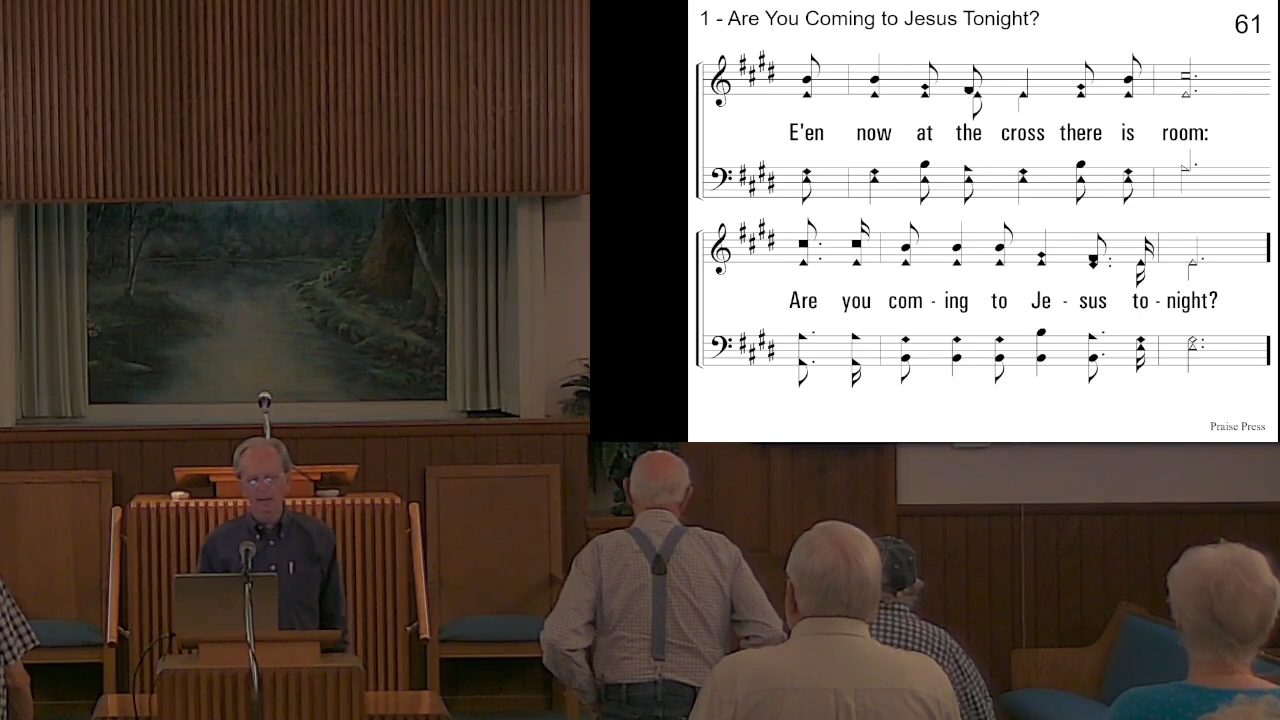 1 - Are You Coming to Jesus Tonight?
61
E'en now at the cross there is room:
Are you com - ing to Je - sus to - night?
Praise Press